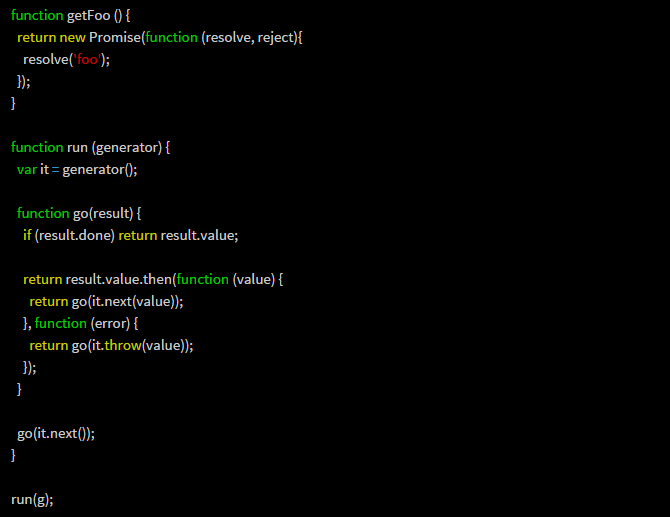 function getFoo () {
return new Promise(function (resolve, reject){
resolve('foo');
});
}
function run (generator) {
var it = generator();
function go(result) {
if (result.done) return result.value;
return result.value.then(function (value) {
return go(it.next(value));
}, function (error) {
return go(it.throw(value));
});
}
go(it.next());
}
run(g);